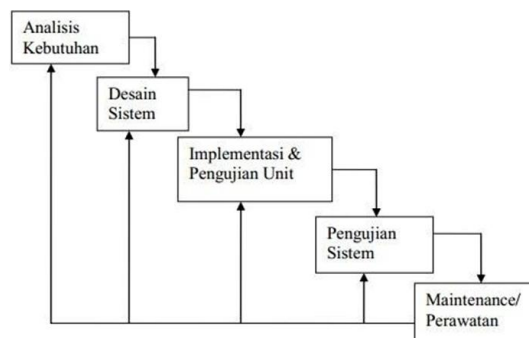 Analisis
Kebutuhan
Desain
Sistem
Implementasi &
Pengujian Unit
Pengujian
Sistem
Maintenance/
Perawatan